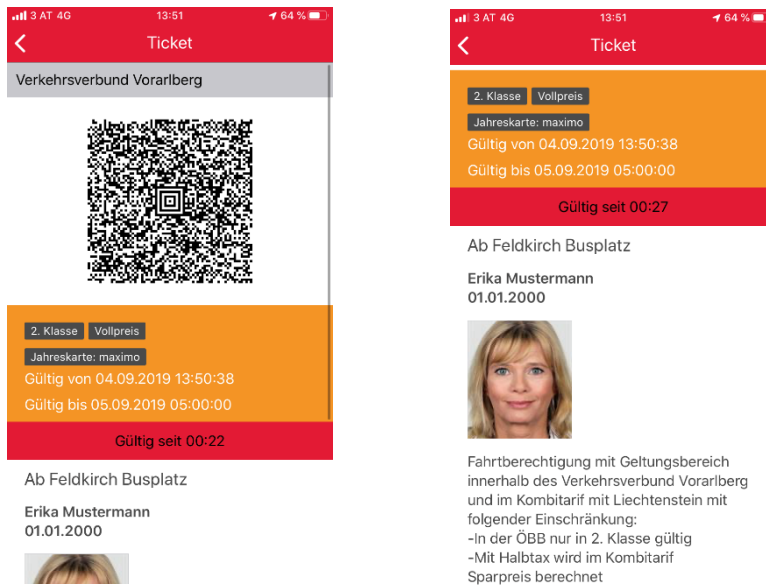 3 AT 4G 13:51 64 %
Ticket
Verkehrsverbund Vorarlberg
2. Klasse Vollpreis
Jahreskarte: maximo
Gültig von 04.09.2019 13:50:38
Gültig bis 05.09.2019 05:00:00
Gültig seit 00:22
Ab Feldkirch Busplatz
Erika Mustermann
01.01.2000
3 AT 4G 13:51 64 %
Ticket
2. Klasse Vollpreis
Jahreskarte: maximo
Gültig von 04.09.2019 13:50:38
Gültig bis 05.09.2019 05:00:00
Gültig seit 00:27
Ab Feldkirch Busplatz
Erika Mustermann
01.01.2000
Fahrtberechtigung mit Geltungsbereich
innerhalb des Verkehrsverbund Vorarlberg
und im Kombitarif mit Liechtenstein mit
folgender Einschränkung:
-In der ÖBB nur in 2. Klasse gültig
-Mit Halbtax wird im Kombitarif
Sparpreis berechnet